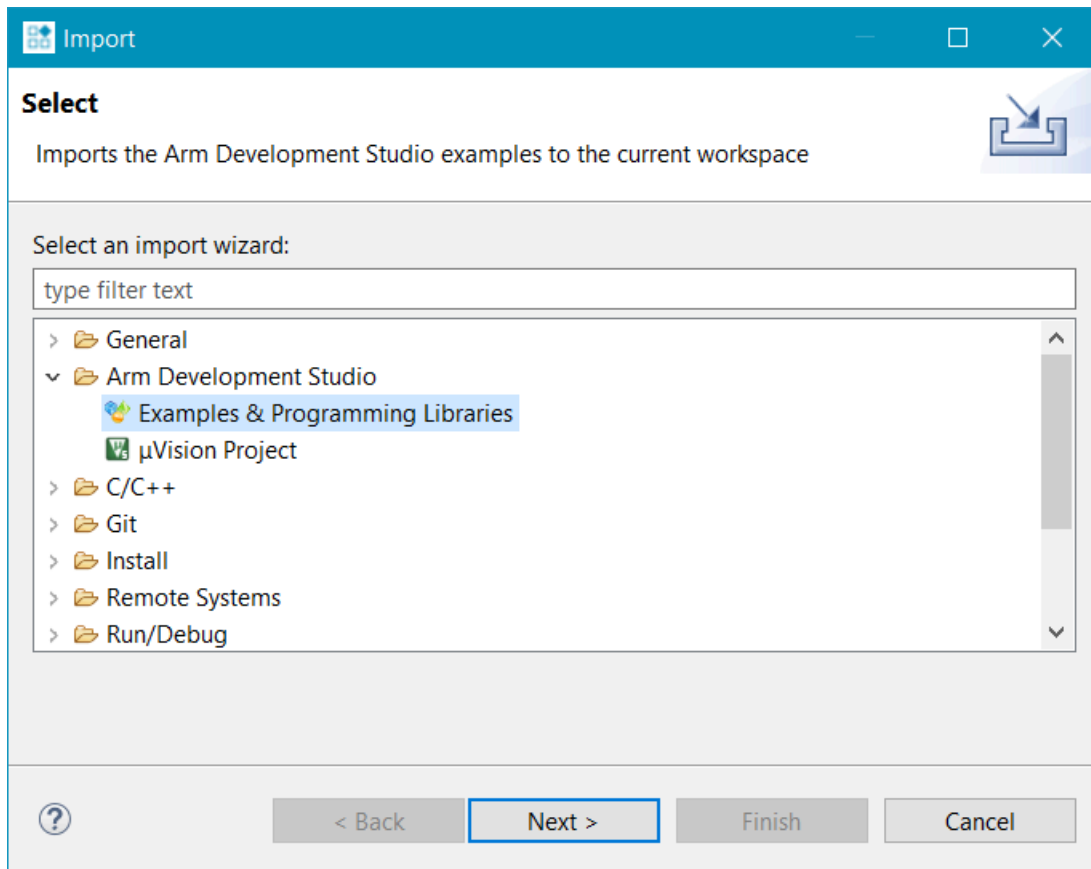 Import
Select
Imports the Arm Development Studio examples to the current workspace
Select an import wizard:
type filter text
General
Arm Development Studio
Examples & Programming Libraries
µVision Project
C/C++
Git
Install
Remote Systems
Run/Debug
< Back Next > Finish Cancel